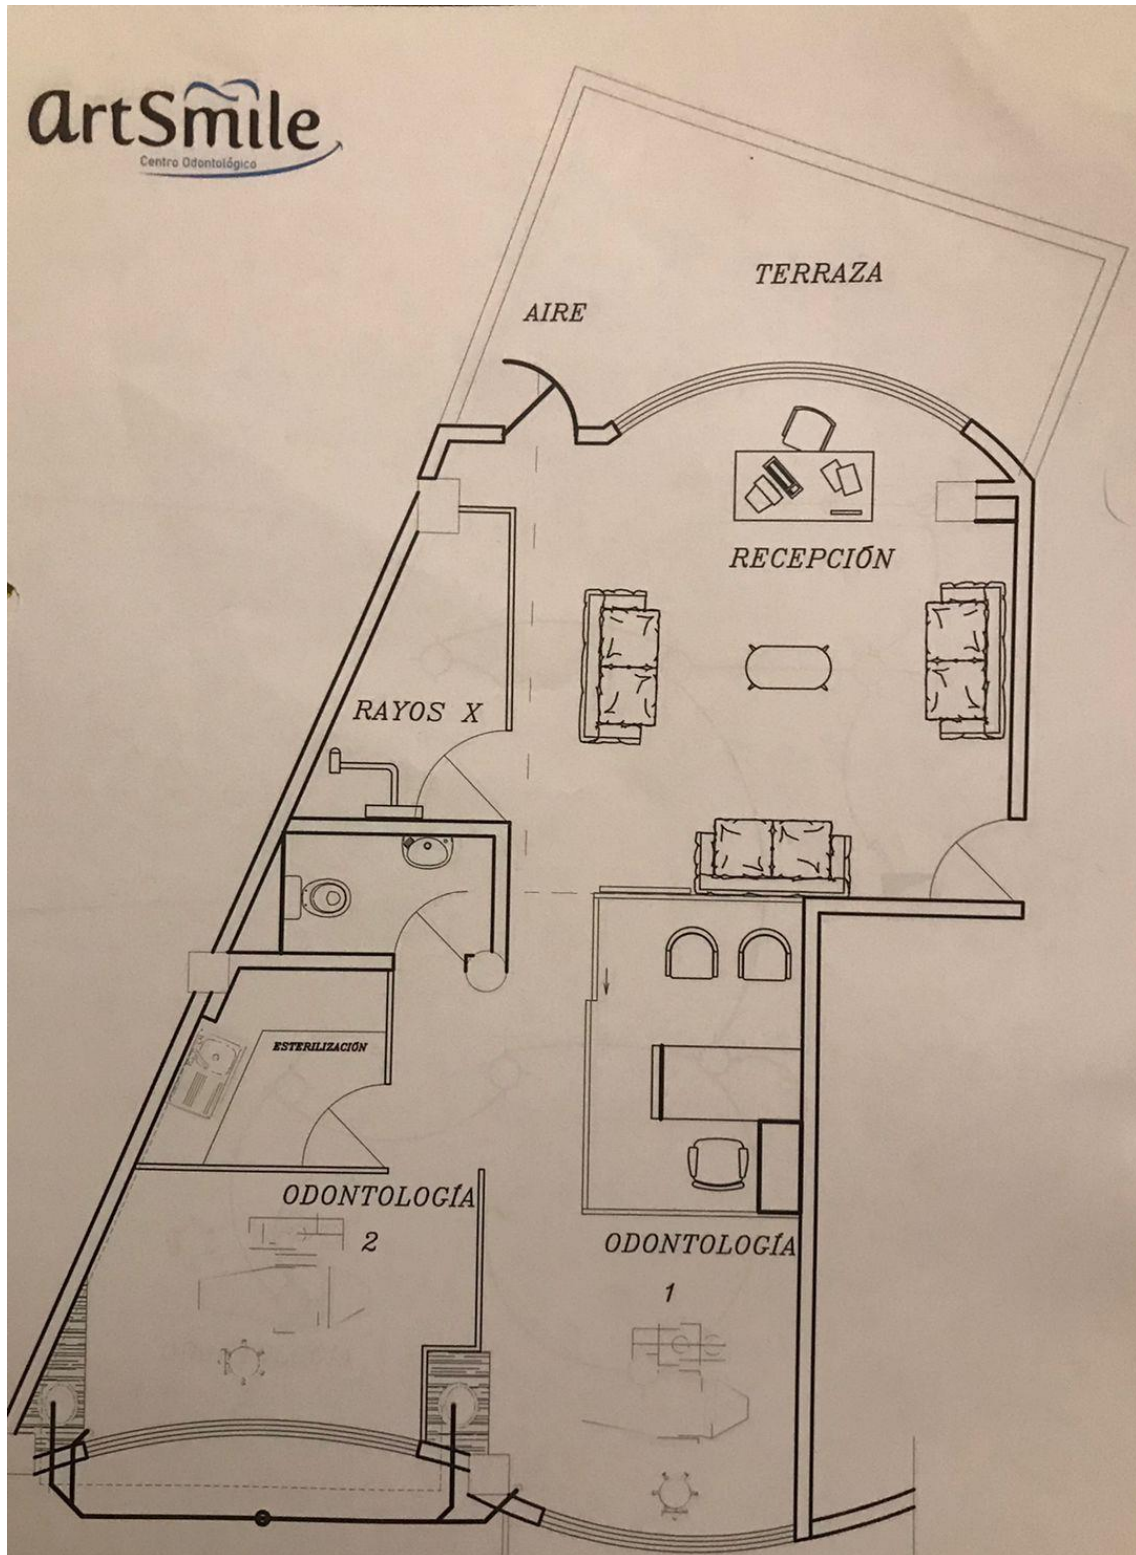 artSmile
Centro Odontológico
TERRAZA
AIRE
RECEPCIÓN
RAYOS X
ESTERILIZACIÓN
ODONTOLOGÍA
2
ODONTOLOGÍA
1